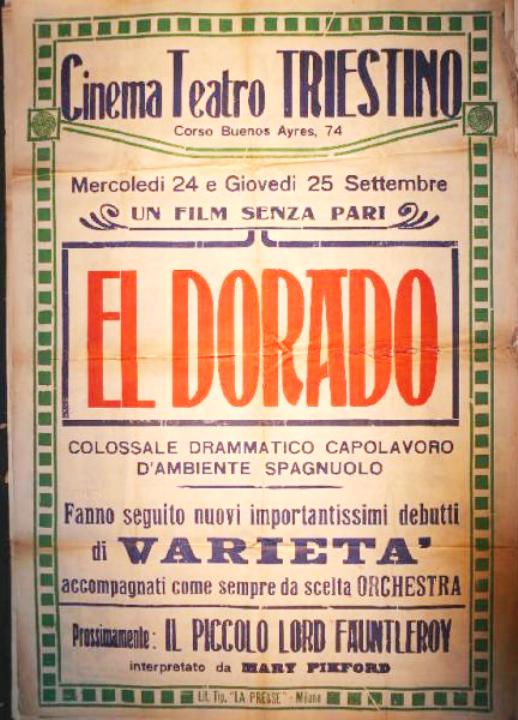 Cinema Teatro TRIESTINO
Corso Buenos Ayres, 74
Mercoledi 24 e Giovedi 25 Settembre
UN FILM SENZA PARI
EL DORADO
COLOSSALE DRAMMATICO CAPOLAVORO
D'AMBIENTE SPAGNUOLO
Fanno seguito nuovi importantissimi debutti
di VARIETA'
accompagnati come sempre da scelta ORCHESTRA
Prossimamente: IL PICCOLO LORD FAUNTLEROY
interpretato da MARY PIKFORD
Lit. Tip. "LA PRESSE" - Milano